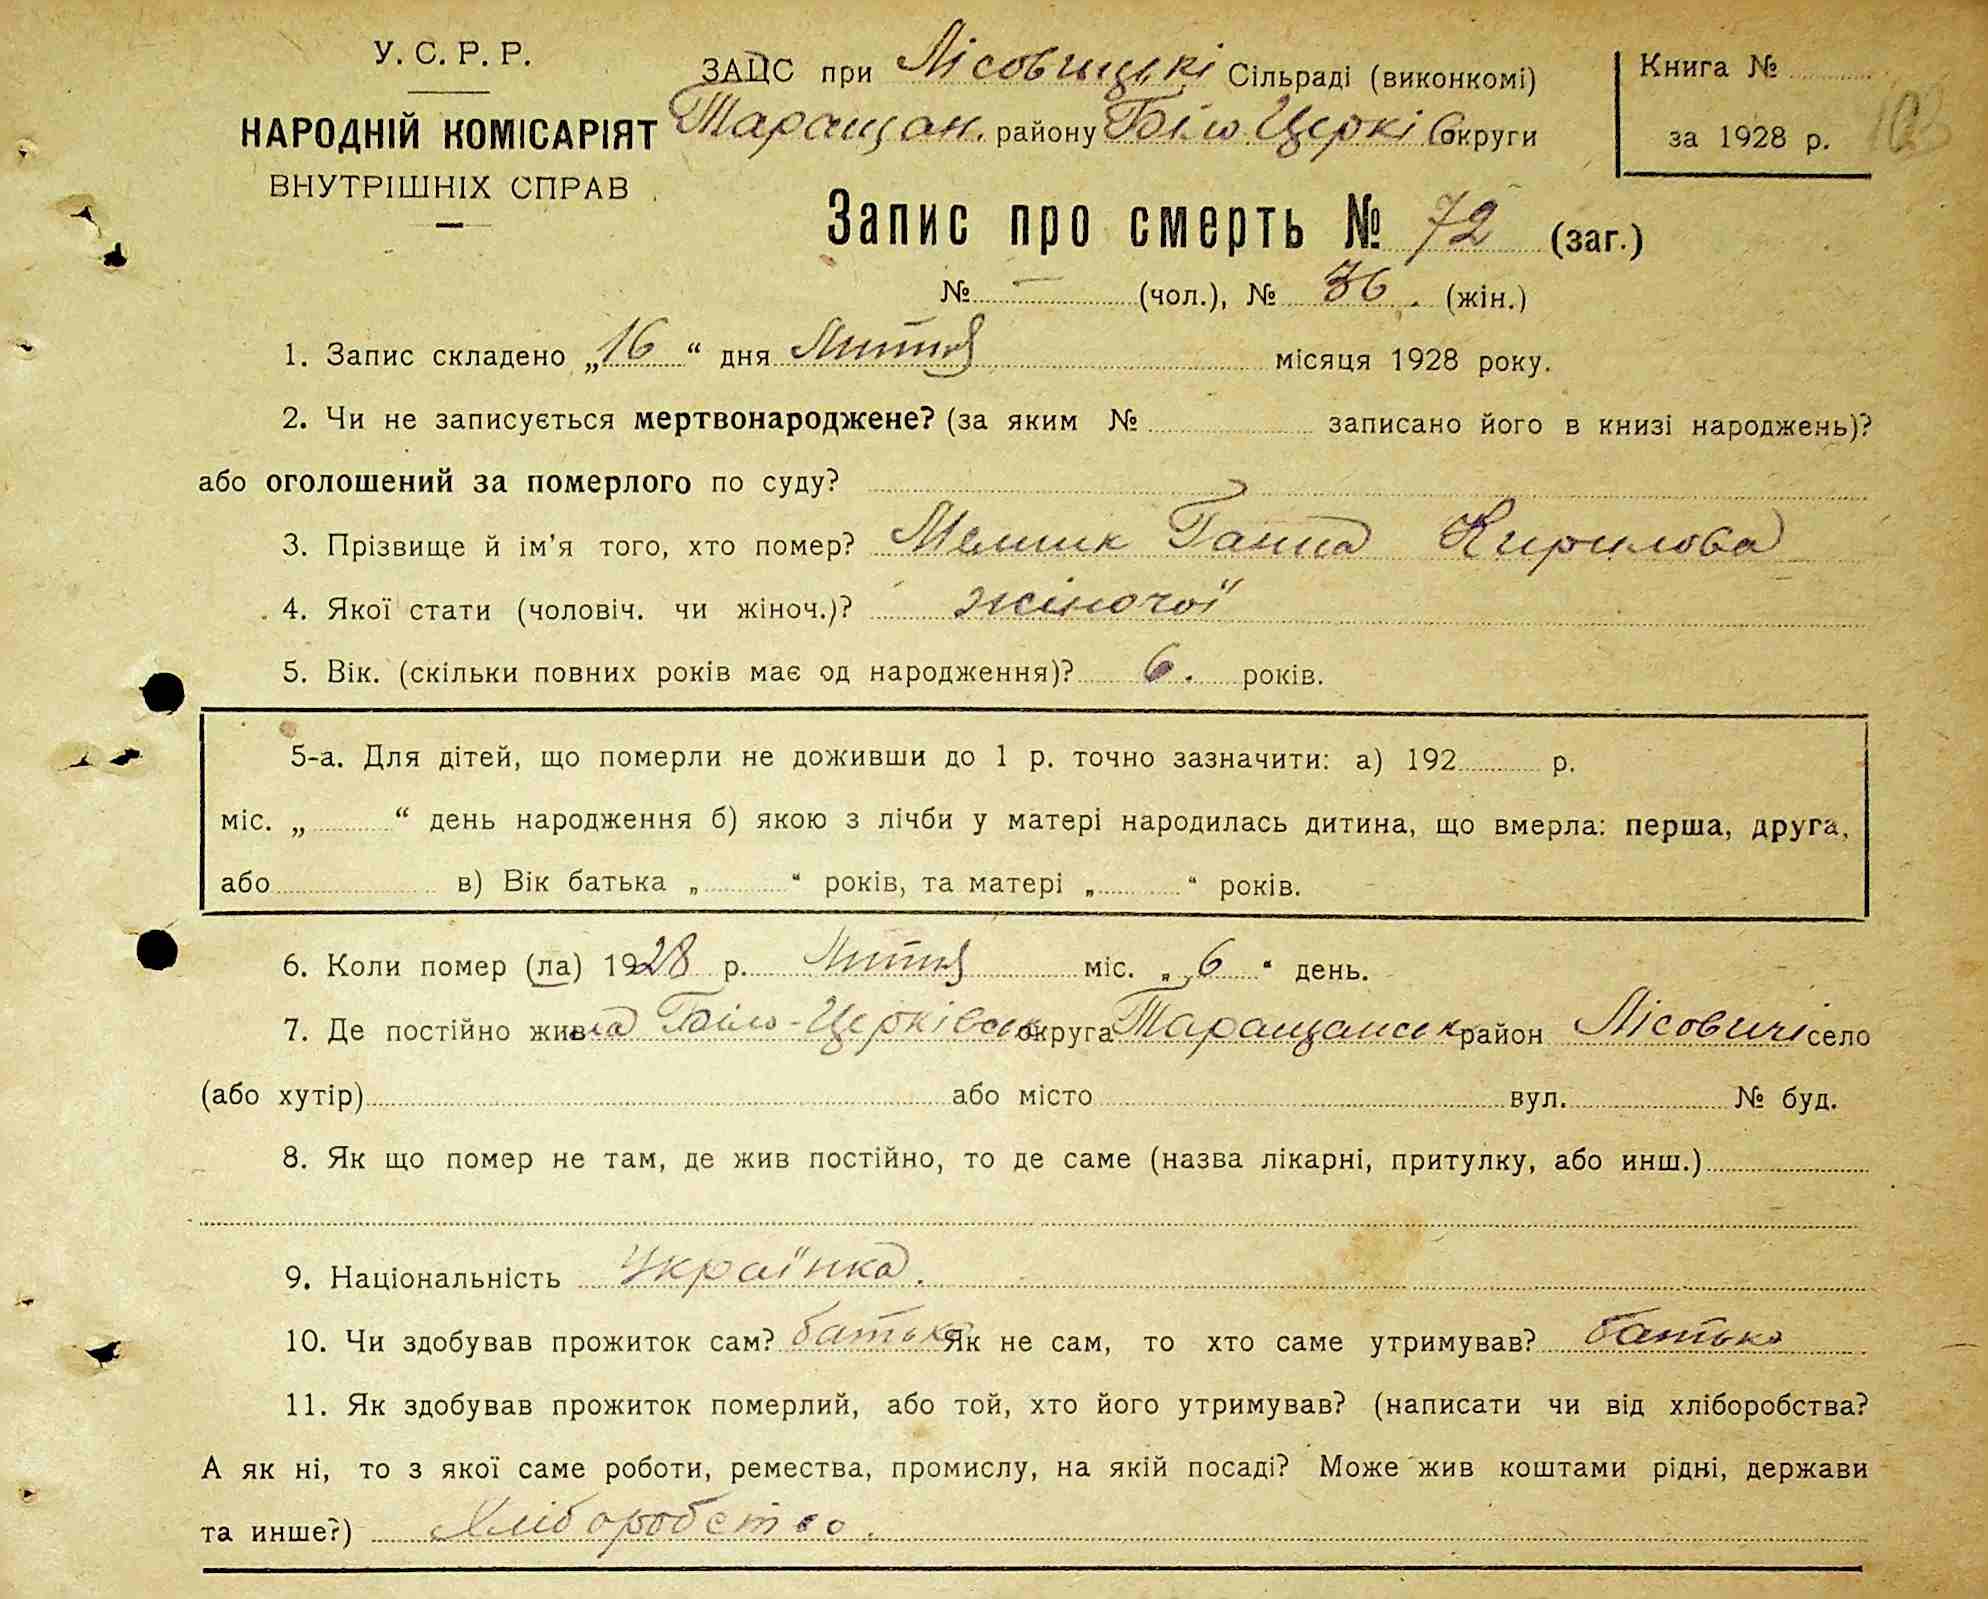 У. С. Р. Р.
НАРОДНІЙ КОМІСАРІЯТ
ВНУТРІШНІХ СПРАВ
ЗАЦС при Лісовицькі Сільраді (виконкомі)
Таращан. району Біло Церків округи
Книга №
за 1928 р.
Запис про смерть № 72 (заг.)
№ — (чол.), № 36. (жін.)
1. Запис складено „16“ дня Липня місяця 1928 року.
2. Чи не записується мертвонароджене? (за яким № записано його в книзі народжень)?
або оголошений за померлого по суду?
3. Прізвище й ім'я того, хто помер? Мельник Ганна Кирилова
4. Якої стати (чоловіч. чи жіноч.)? жіночої
5. Вік. (скільки повних років має од народження)? 6. років.
5-а. Для дітей, що померли не доживши до 1 р. точно зазначити: а) 192 р.
міс. „ “ день народження б) якою з лічби у матері народилась дитина, що вмерла: перша, друга,
або в) Вік батька „ “ років, та матері „ “ років.
6. Коли помер (ла) 1928 р. Липня міс. „6“ день.
7. Де постійно жила Біло-Церківськ округа Таращанськ район Лісовичі село
(або хутір) або місто вул. № буд.
8. Як що помер не там, де жив постійно, то де саме (назва лікарні, притулку, або инш.)
9. Національність Українка.
10. Чи здобував прожиток сам? батько Як не сам, то хто саме утримував? батько
11. Як здобував прожиток померлий, або той, хто його утримував? (написати чи від хліборобства?
А як ні, то з якої саме роботи, ремества, промислу, на якій посаді? Може жив коштами рідні, держави
та инше?) Хліборобство.